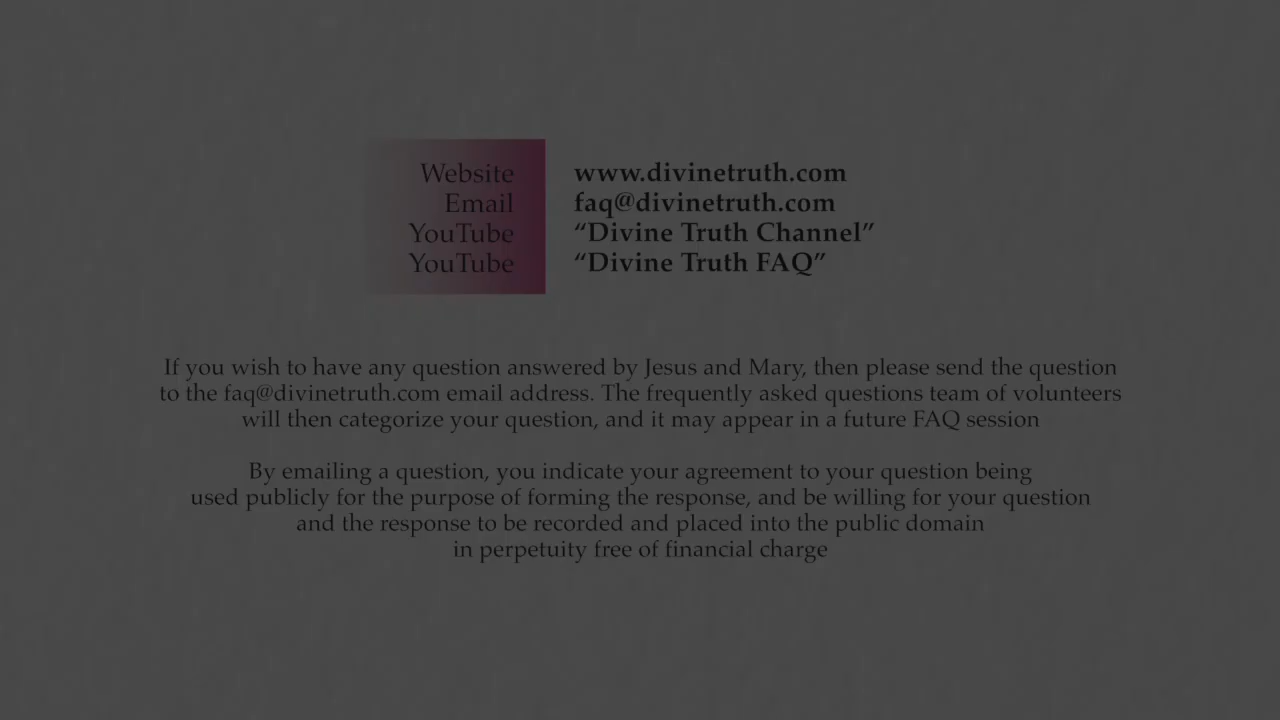 Website www.divinetruth.com
Email faq@divinetruth.com
YouTube “Divine Truth Channel”
YouTube “Divine Truth FAQ”
If you wish to have any question answered by Jesus and Mary, then please send the question
to the faq@divinetruth.com email address. The frequently asked questions team of volunteers
will then categorize your question, and it may appear in a future FAQ session
By emailing a question, you indicate your agreement to your question being
used publicly for the purpose of forming the response, and be willing for your question
and the response to be recorded and placed into the public domain
in perpetuity free of financial charge